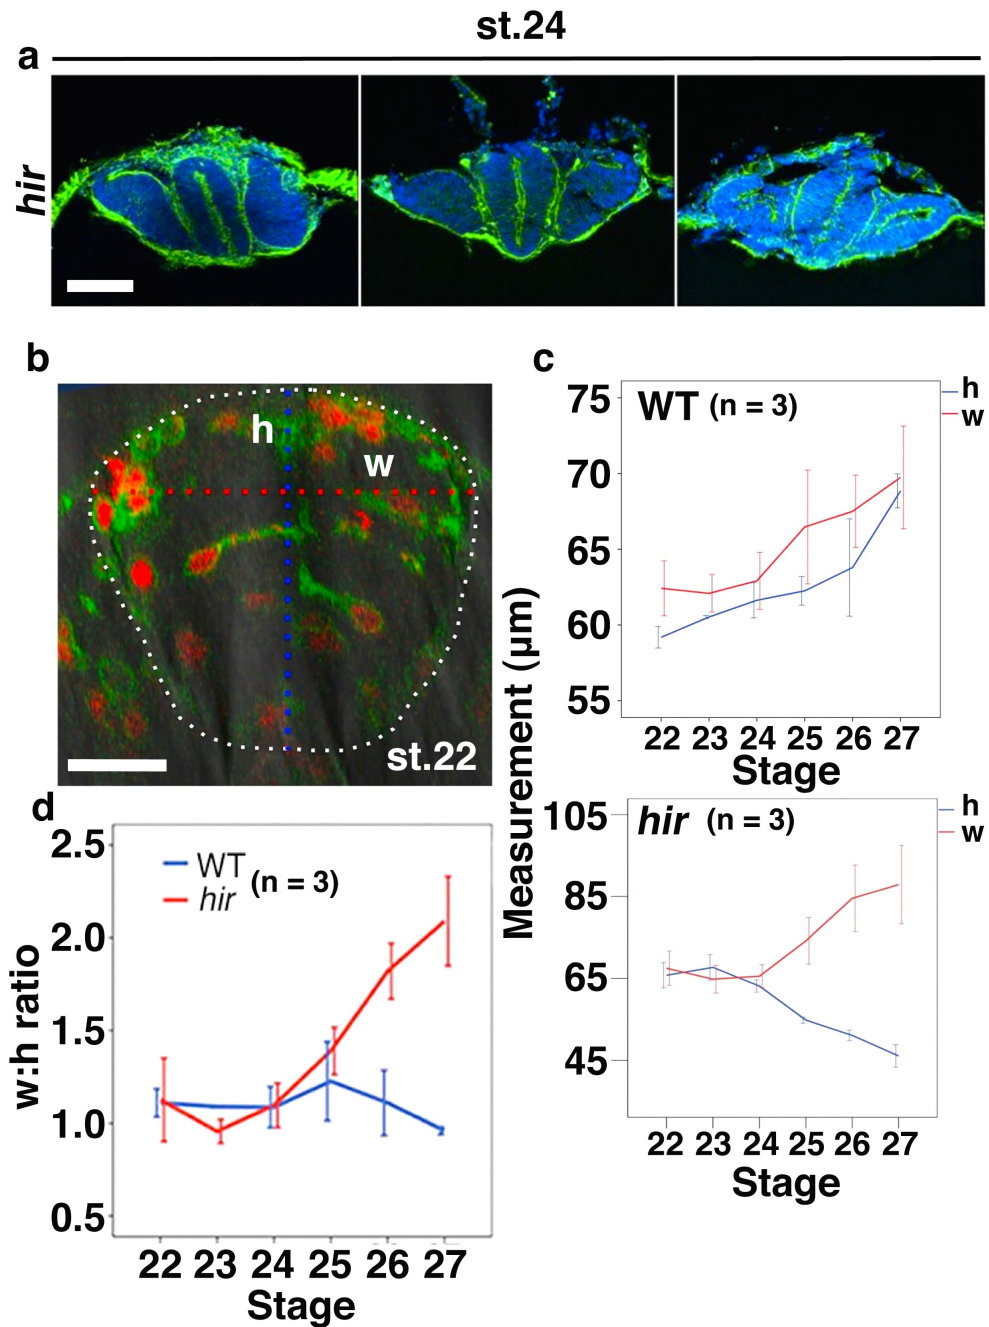 st.24
a
hir
b
h
w
st.22
c
75
70
65
60
55
WT (n = 3)
h
w
22 23 24 25 26 27
Stage
Measurement (µm)
105
85
65
45
hir (n = 3)
h
w
22 23 24 25 26 27
Stage
d
2.5
2.0
1.5
1.0
0.5
w:h ratio
WT
hir
(n = 3)
22 23 24 25 26 27
Stage